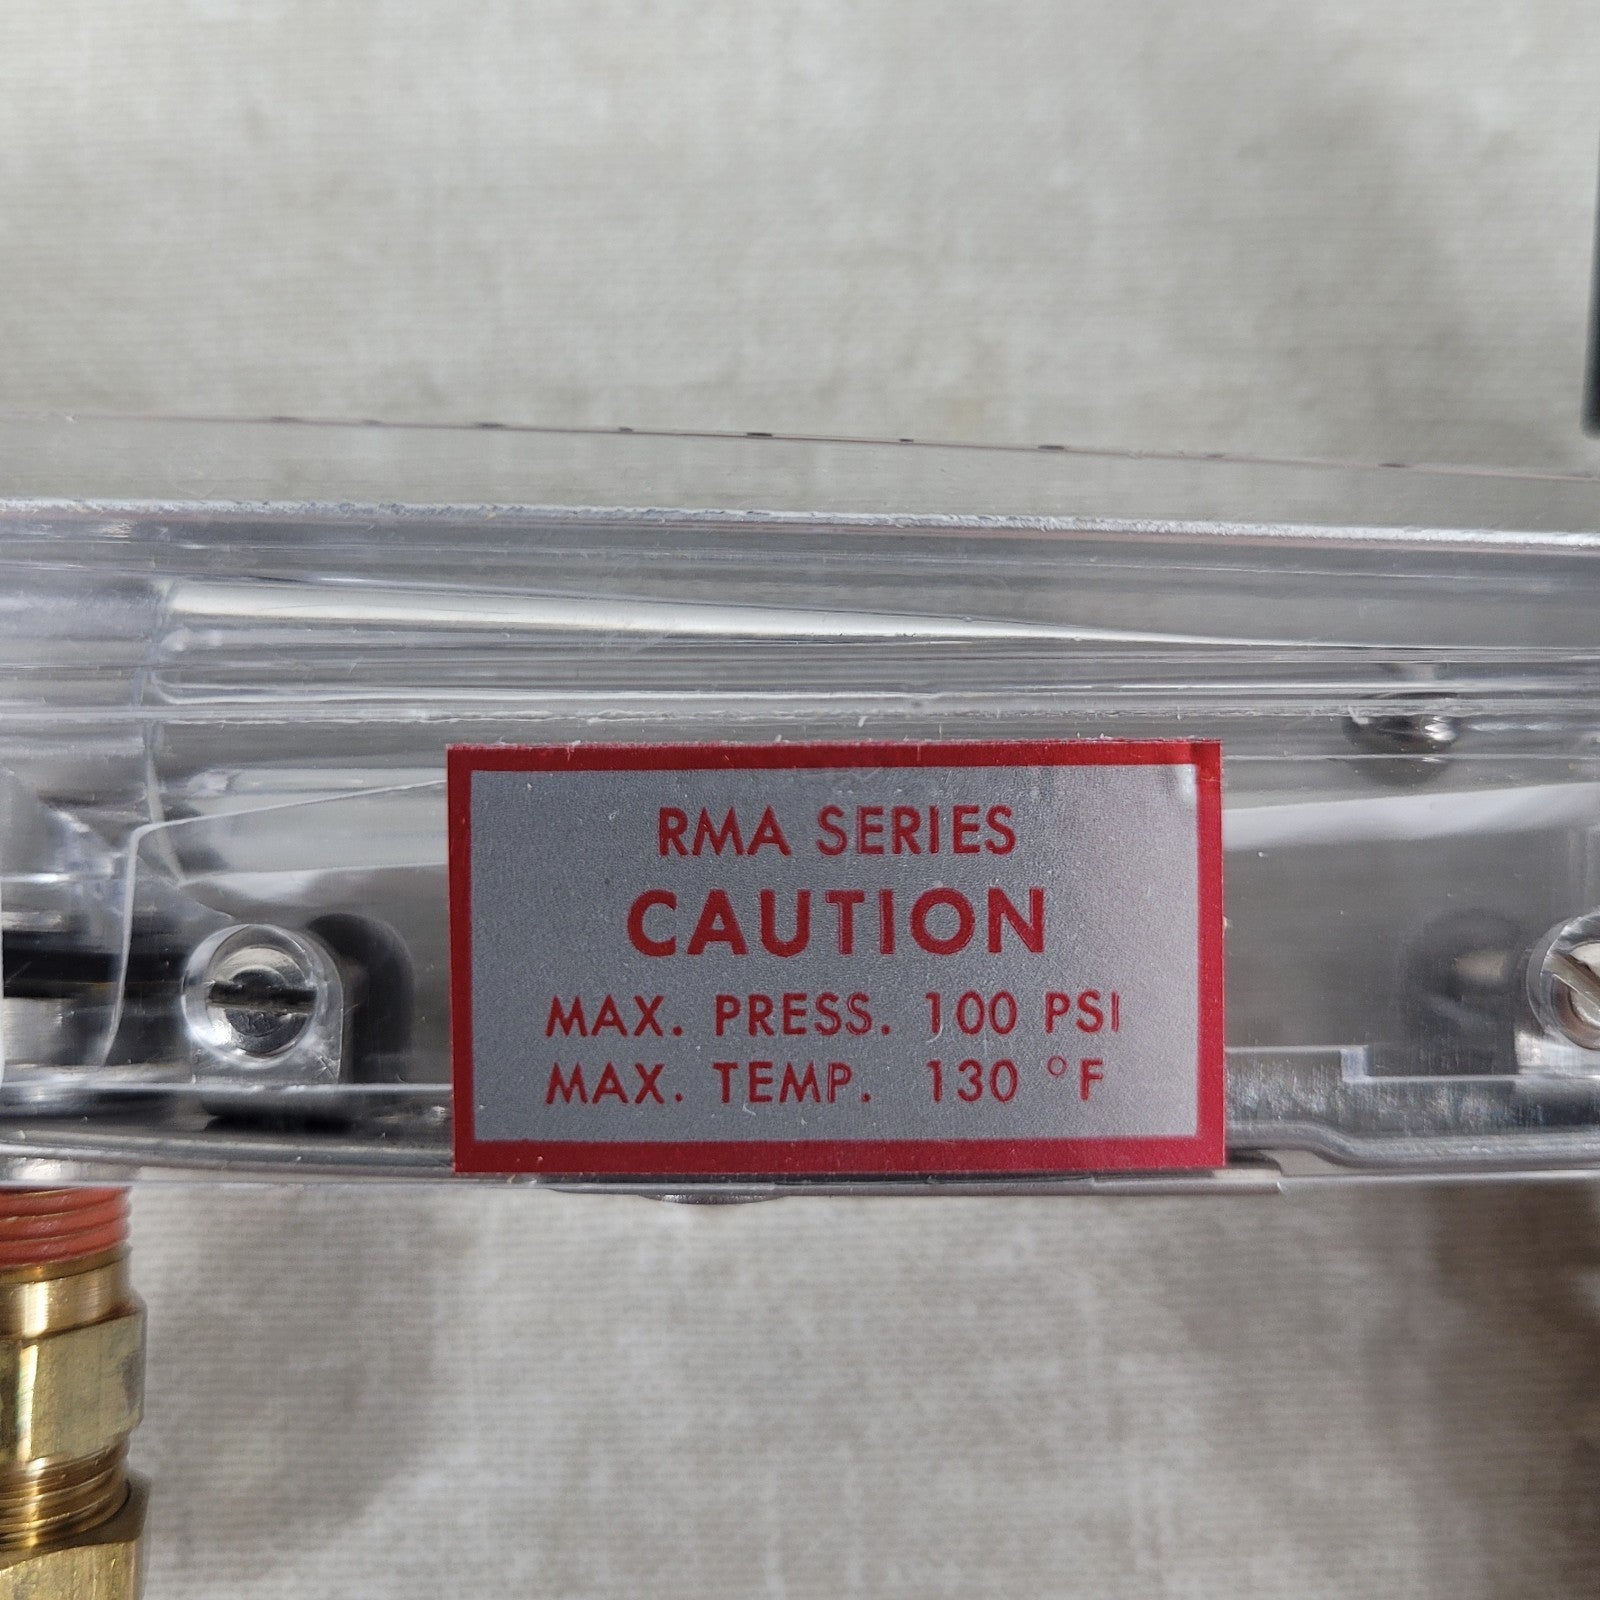 RMA SERIES
CAUTION
MAX. PRESS. 100 PSI
MAX. TEMP. 130 °F